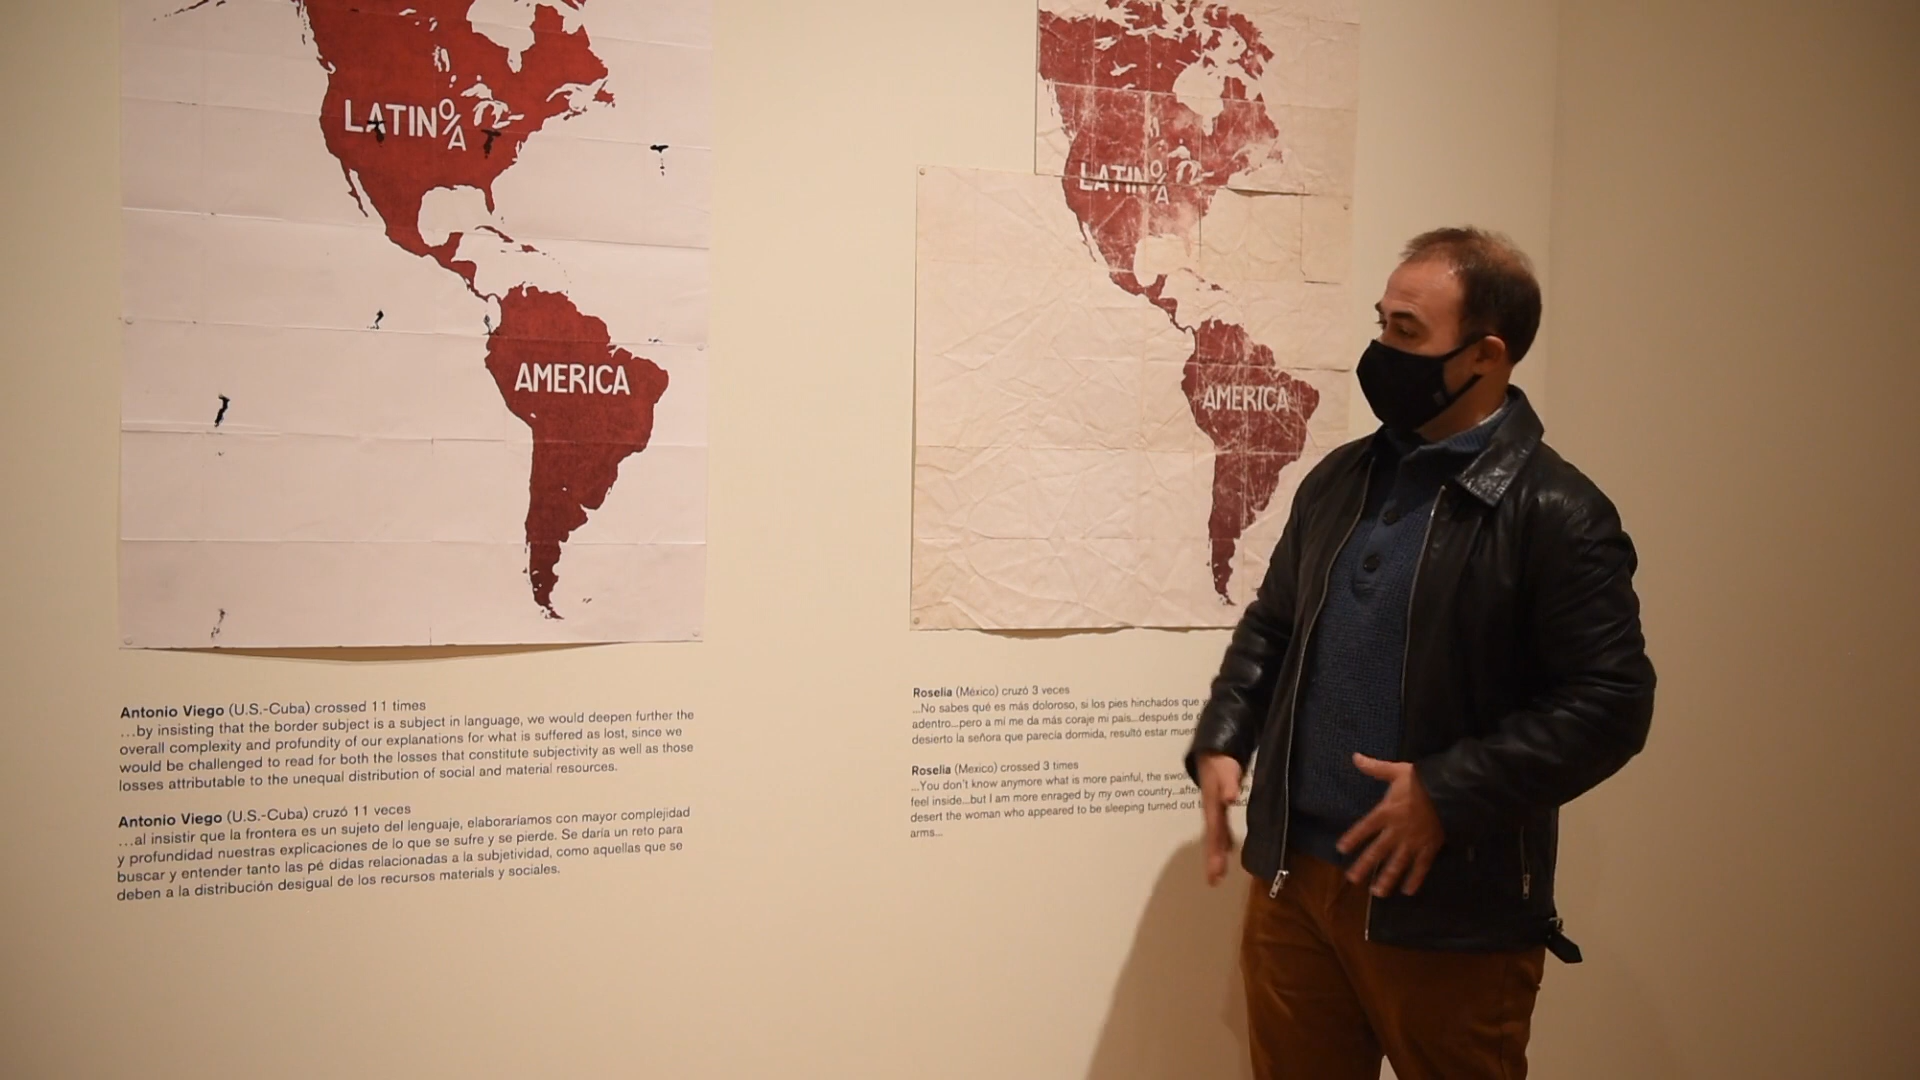 LATINO/A
AMERICA
Antonio Viego (U.S.-Cuba) crossed 11 times
...by insisting that the border subject is a subject in language, we would deepen further the
overall complexity and profundity of our explanations for what is suffered as lost, since we
would be challenged to read for both the losses that constitute subjectivity as well as those
losses attributable to the unequal distribution of social and material resources.
Antonio Viego (U.S.-Cuba) cruzó 11 veces
...al insistir que la frontera es un sujeto del lenguaje, elaboraríamos con mayor complejidad
y profundidad nuestras explicaciones de lo que se sufre y se pierde. Se daría un reto para
buscar y entender tanto las pé didas relacionadas a la subjetividad, como aquellas que se
deben a la distribución desigual de los recursos materials y sociales.
LATINO/A
AMERICA
Roselia (México) cruzó 3 veces
...No sabes qué es más doloroso, si los pies hinchados que
adentro...pero a mi me da más coraje mi país...después de
desierto la señora que parecía dormida, resultó estar
Roselia (Mexico) crossed 3 times
...You don't know anymore what is more painful, the
feel inside...but I am more enraged by my own country...after
desert the woman who appeared to be sleeping turned out
arms...